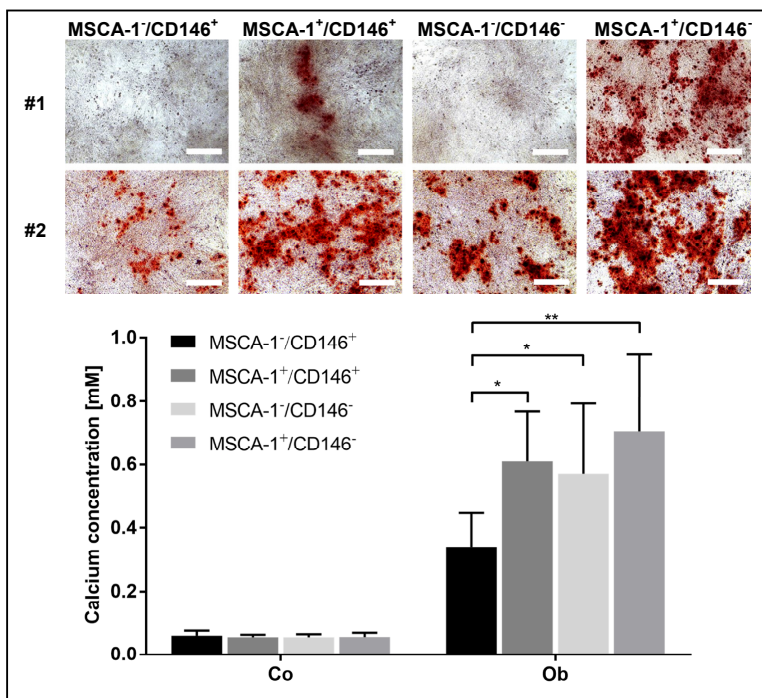 MSCA-1⁻/CD146⁺ MSCA-1⁺/CD146⁺ MSCA-1⁻/CD146⁻ MSCA-1⁺/CD146⁻
#1
#2
Calcium concentration [mM]
1.0
0.8
0.6
0.4
0.2
0.0
MSCA-1⁻/CD146⁺
MSCA-1⁺/CD146⁺
MSCA-1⁻/CD146⁻
MSCA-1⁺/CD146⁻
**
*
*
Co Ob